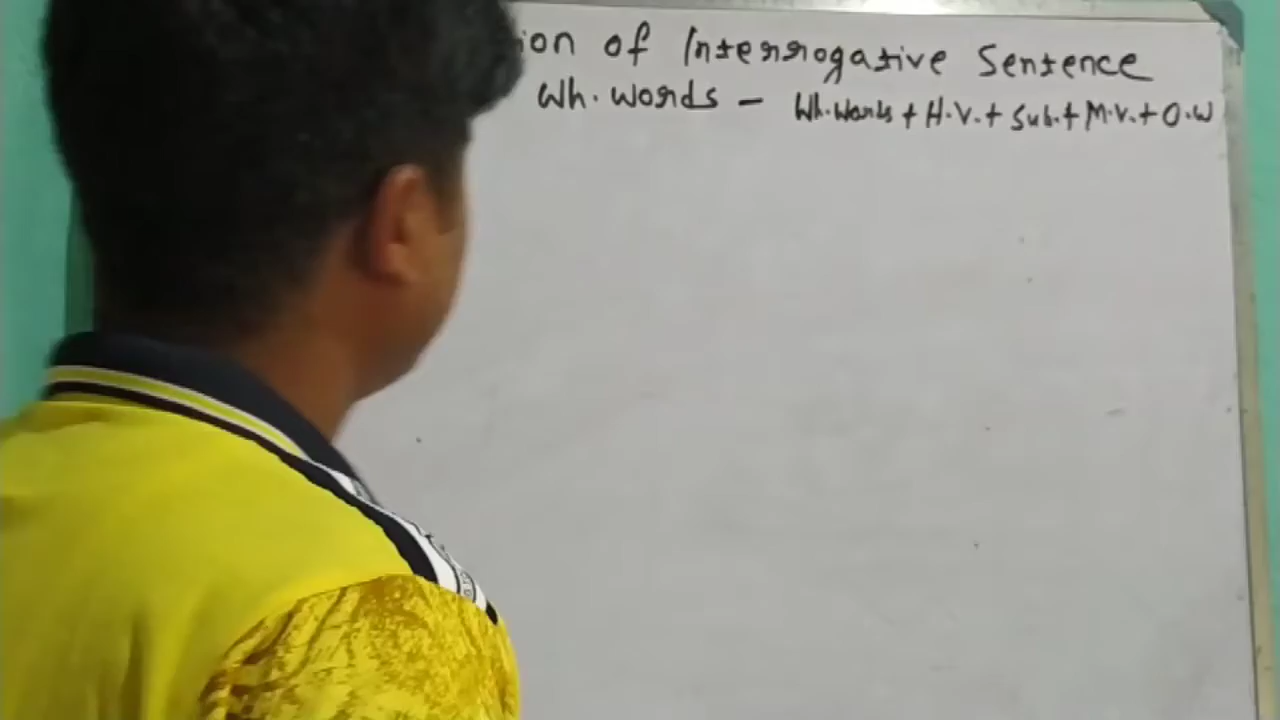 ion of Interrogative Sentence
Wh. words - Wh. Words + H.V. + Sub. + M.V. + O.W